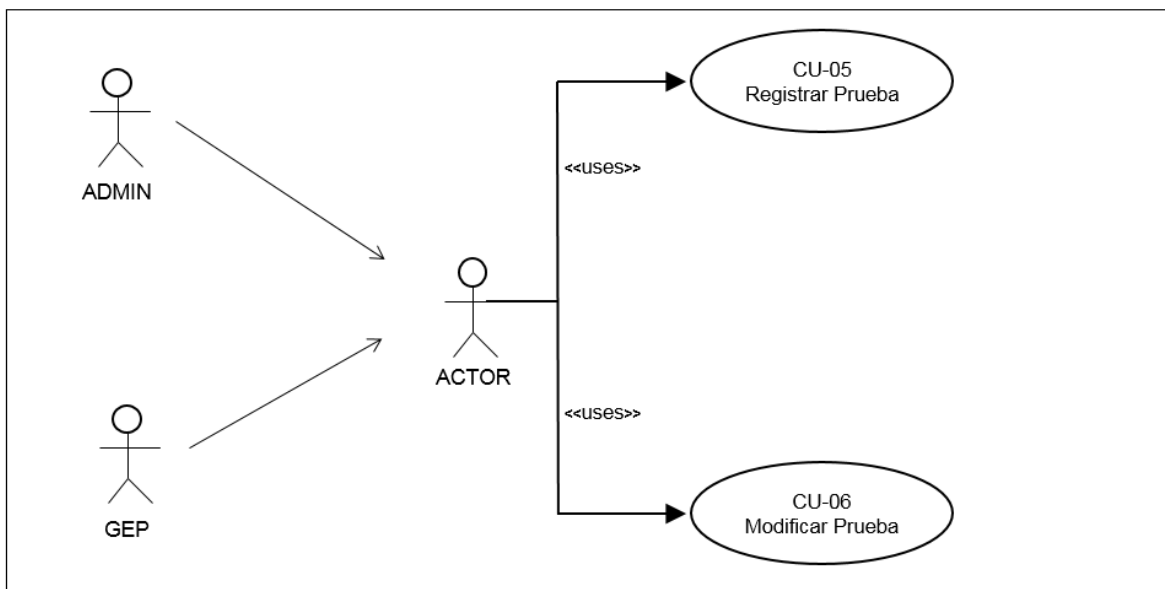 CU-05
Registrar Prueba
<<uses>>
ADMIN
ACTOR
<<uses>>
GEP
CU-06
Modificar Prueba